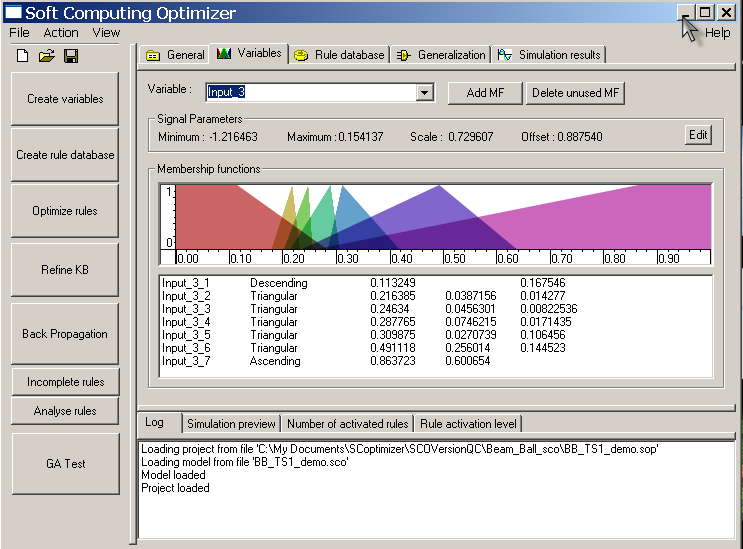 Soft Computing Optimizer
File Action View Help
General Variables Rule database Generalization Simulation results
Create variables
Create rule database
Optimize rules
Refine KB
Back Propagation
Incomplete rules
Analyse rules
GA Test
Variable : Input_3 Add MF Delete unused MF
Signal Parameters
Minimum : -1.216463 Maximum : 0.154137 Scale : 0.729607 Offset : 0.887540 Edit
Membership functions
1
0
0.00 0.10 0.20 0.30 0.40 0.50 0.60 0.70 0.80 0.90
Input_3_1 Descending 0.113249 0.167546
Input_3_2 Triangular 0.216385 0.0387156 0.014277
Input_3_3 Triangular 0.24634 0.0456301 0.00822536
Input_3_4 Triangular 0.287765 0.0746215 0.0171435
Input_3_5 Triangular 0.309875 0.0270739 0.106456
Input_3_6 Triangular 0.491118 0.256014 0.144523
Input_3_7 Ascending 0.863723 0.600654
Log Simulation preview Number of activated rules Rule activation level
Loading project from file 'C:\My Documents\SCoptimizer\SCOVersionQC\Beam_Ball_sco\BB_TS1_demo.sop'
Loading model from file 'BB_TS1_demo.sco'
Model loaded
Project loaded